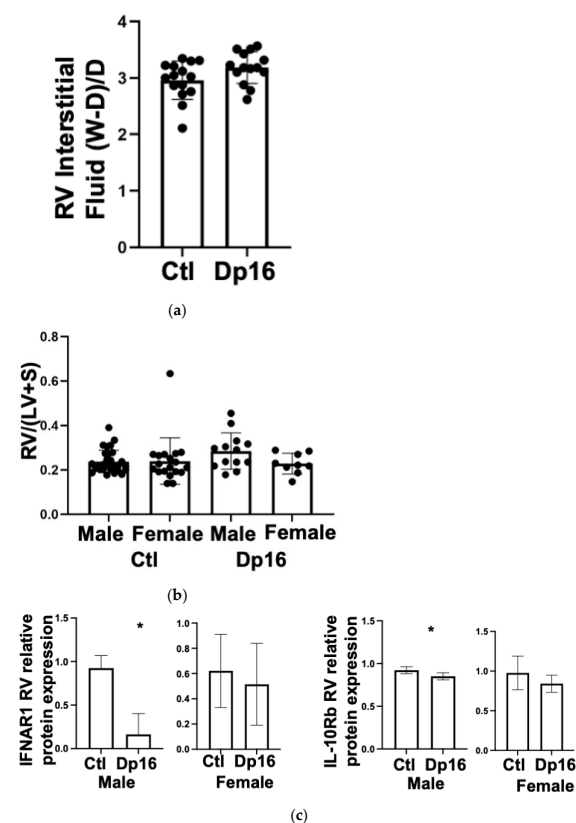 RV Interstitial
Fluid (W-D)/D
4
3
2
1
0
Ctl Dp16
(a)
RV/(LV+S)
0.8
0.6
0.4
0.2
0.0
Male Female Male Female
Ctl Dp16
(b)
IFNAR1 RV relative
protein expression
1.5
1.0
0.5
0.0
*
Ctl Dp16
Male
1.0
0.8
0.6
0.4
0.2
0.0
Ctl Dp16
Female
IL-10Rb RV relative
protein expression
1.5
1.0
0.5
0.0
*
Ctl Dp16
Male
1.5
1.0
0.5
0.0
Ctl Dp16
Female
(c)